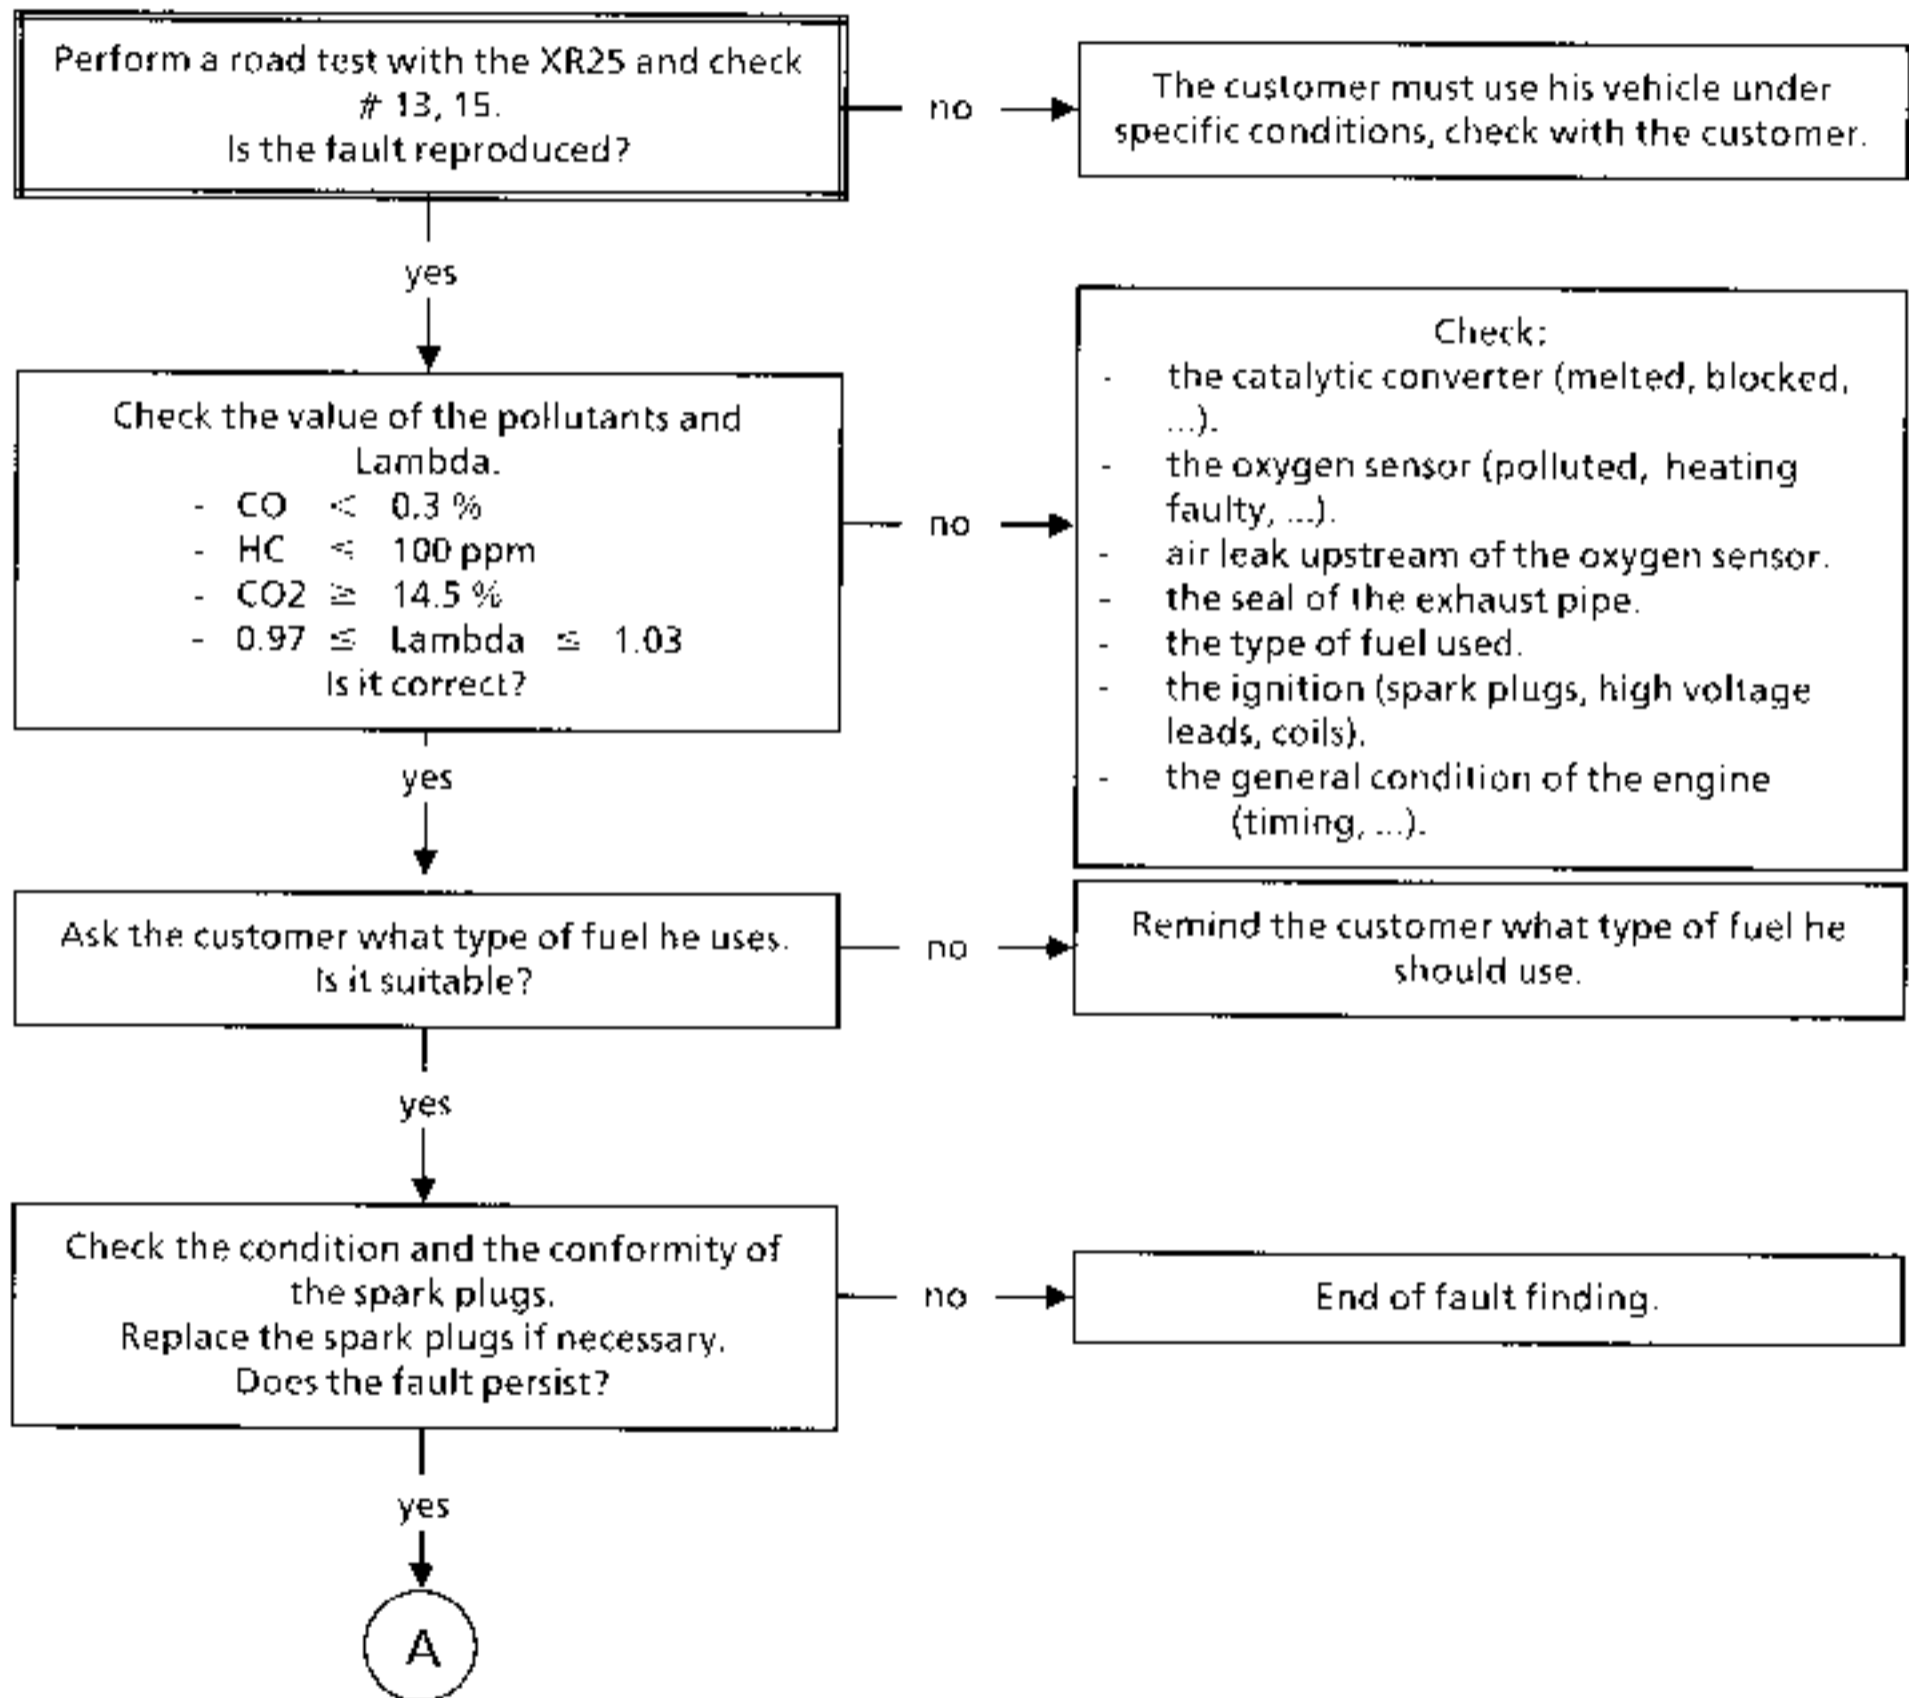 Perform a road test with the XR25 and check
# 13, 15.
Is the fault reproduced?
no
The customer must use his vehicle under
specific conditions, check with the customer.
yes
Check the value of the pollutants and
Lambda.
- CO < 0.3 %
- HC < 100 ppm
- CO2 ≥ 14.5 %
- 0.97 ≤ Lambda ≤ 1.03
Is it correct?
no
Check:
- the catalytic converter (melted, blocked,
...).
- the oxygen sensor (polluted, heating
faulty, ...).
- air leak upstream of the oxygen sensor.
- the seal of the exhaust pipe.
- the type of fuel used.
- the ignition (spark plugs, high voltage
leads, coils).
- the general condition of the engine
(timing, ...).
yes
Ask the customer what type of fuel he uses.
Is it suitable?
no
Remind the customer what type of fuel he
should use.
yes
Check the condition and the conformity of
the spark plugs.
Replace the spark plugs if necessary.
Does the fault persist?
no
End of fault finding.
yes
A